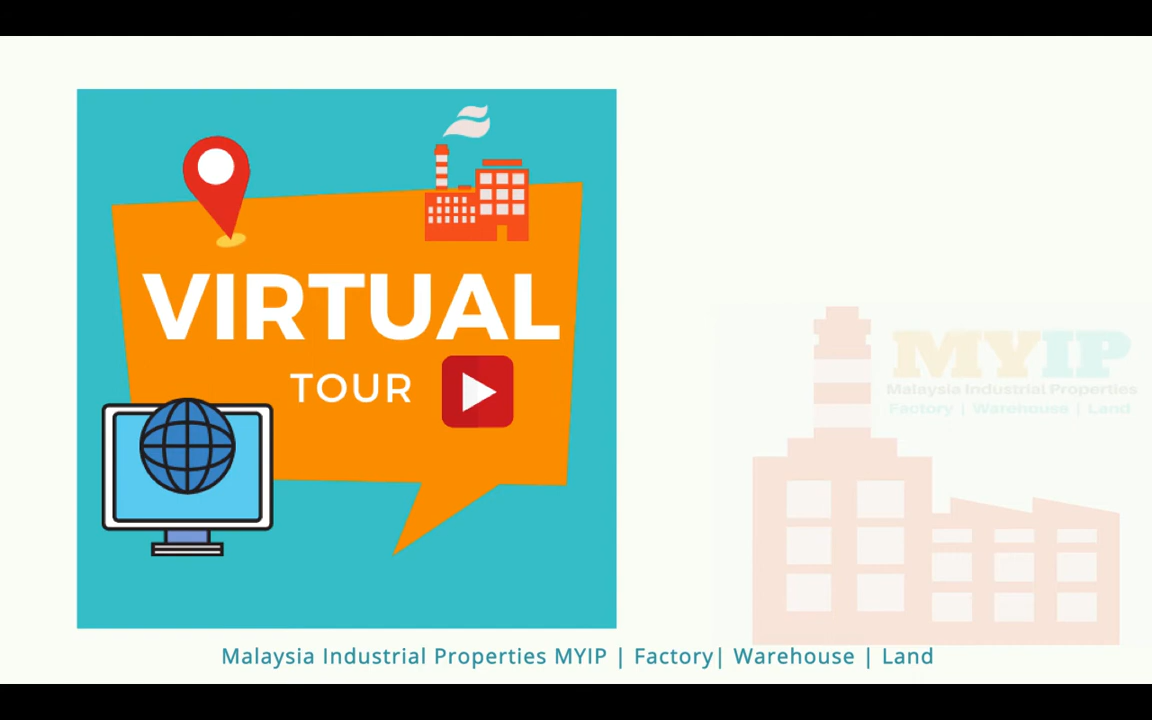 VIRTUAL
TOUR
MYIP
Malaysia Industrial Properties
Factory | Warehouse | Land
Malaysia Industrial Properties MYIP | Factory| Warehouse | Land